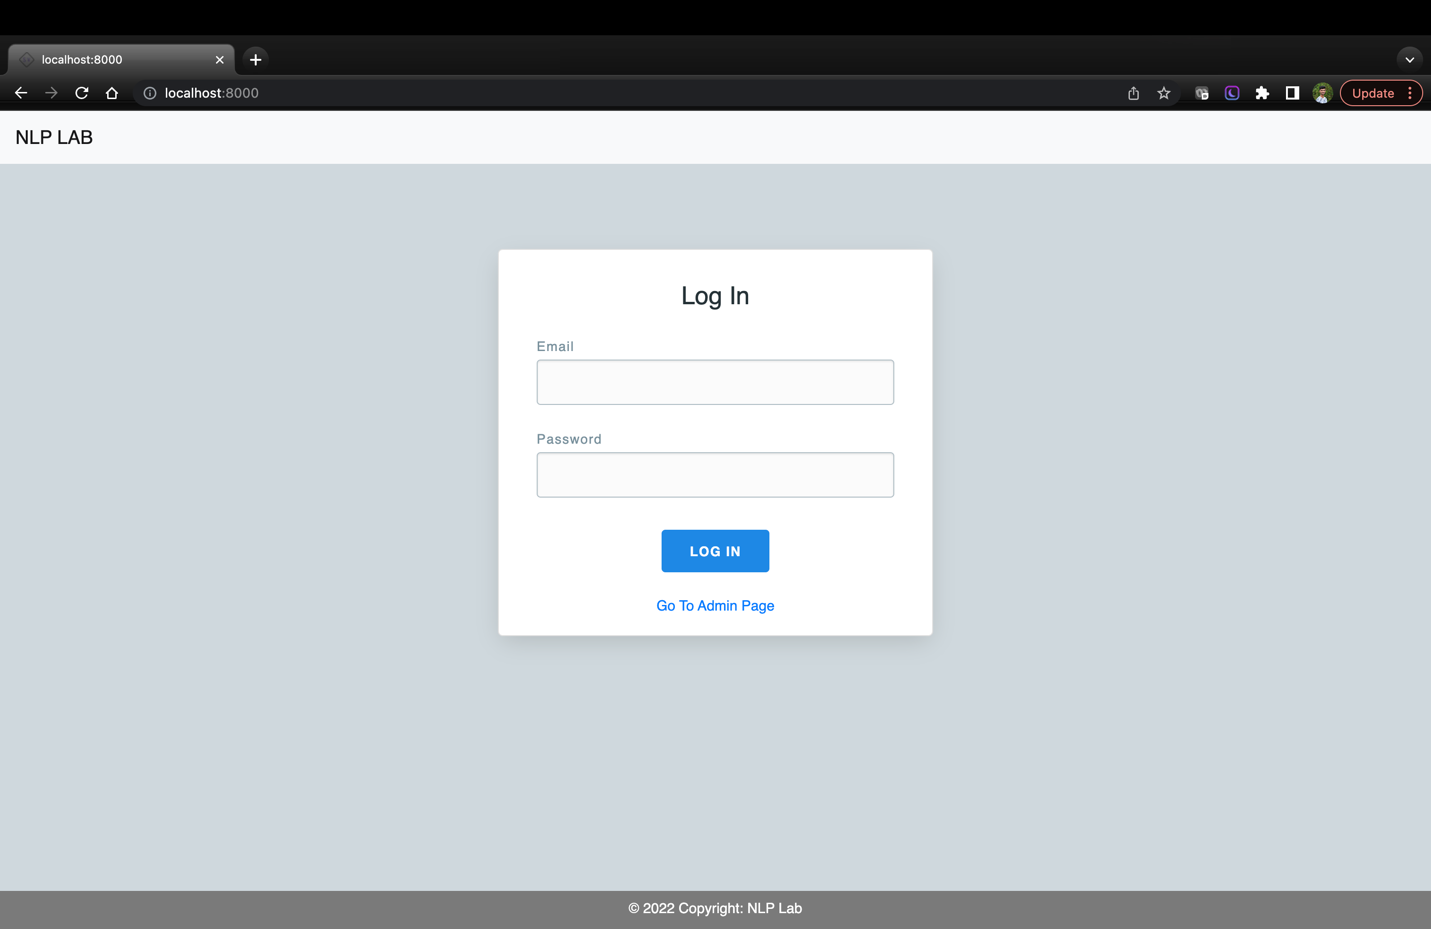 localhost:8000
localhost:8000
Update
NLP LAB
Log In
Email
Password
LOG IN
Go To Admin Page
© 2022 Copyright: NLP Lab